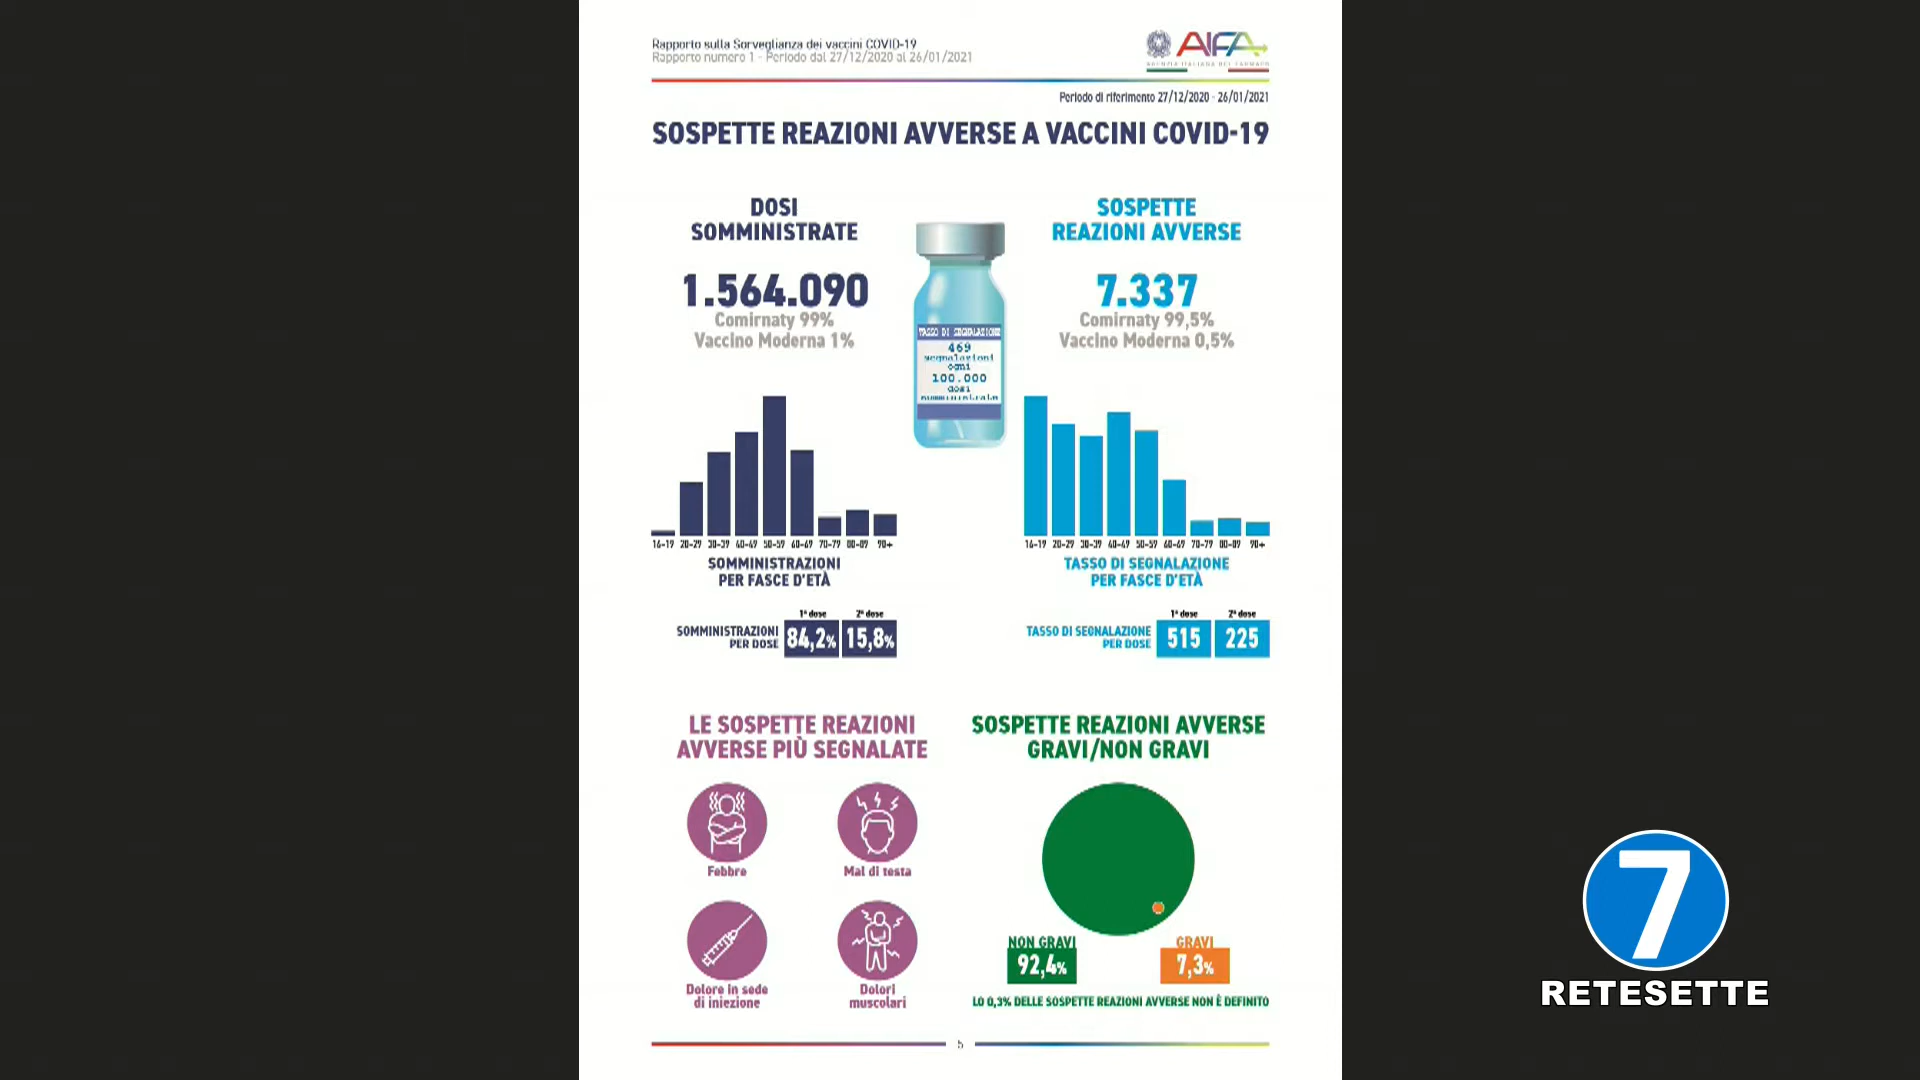 Rapporto sulla Sorveglianza dei vaccini COVID-19
Rapporto numero 1 - Periodo dal 27/12/2020 al 26/01/2021
AIFA
AGENZIA ITALIANA DEL FARMACO
Periodo di riferimento 27/12/2020 - 26/01/2021
SOSPETTE REAZIONI AVVERSE A VACCINI COVID-19
DOSI
SOMMINISTRATE
1.564.090
Comirnaty 99%
Vaccino Moderna 1%
TASSO DI SEGNALAZIONE
469
segnalazioni
ogni
100.000
dosi
somministrate
SOSPETTE
REAZIONI AVVERSE
7.337
Comirnaty 99,5%
Vaccino Moderna 0,5%
16-19 20-29 30-39 40-49 50-59 60-69 70-79 80-89 90+
SOMMINISTRAZIONI
PER FASCE D'ETÀ
1ª dose 2ª dose
SOMMINISTRAZIONI
PER DOSE
84,2% 15,8%
16-19 20-29 30-39 40-49 50-59 60-69 70-79 80-89 90+
TASSO DI SEGNALAZIONE
PER FASCE D'ETÀ
1ª dose 2ª dose
TASSO DI SEGNALAZIONE
PER DOSE
515 225
LE SOSPETTE REAZIONI
AVVERSE PIÙ SEGNALATE
Febbre
Mal di testa
Dolore in sede
di iniezione
Dolori
muscolari
SOSPETTE REAZIONI AVVERSE
GRAVI/NON GRAVI
NON GRAVI
92,4%
GRAVI
7,3%
LO 0,3% DELLE SOSPETTE REAZIONI AVVERSE NON È DEFINITO
5
7
RETESETTE